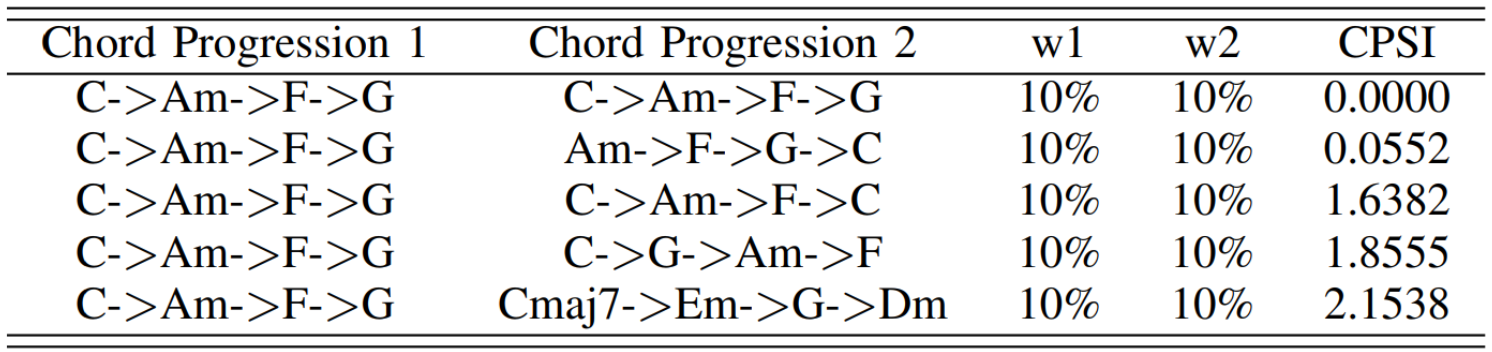 Chord Progression 1 Chord Progression 2 w1 w2 CPSI
C->Am->F->G C->Am->F->G 10% 10% 0.0000
C->Am->F->G Am->F->G->C 10% 10% 0.0552
C->Am->F->G C->Am->F->C 10% 10% 1.6382
C->Am->F->G C->G->Am->F 10% 10% 1.8555
C->Am->F->G Cmaj7->Em->G->Dm 10% 10% 2.1538